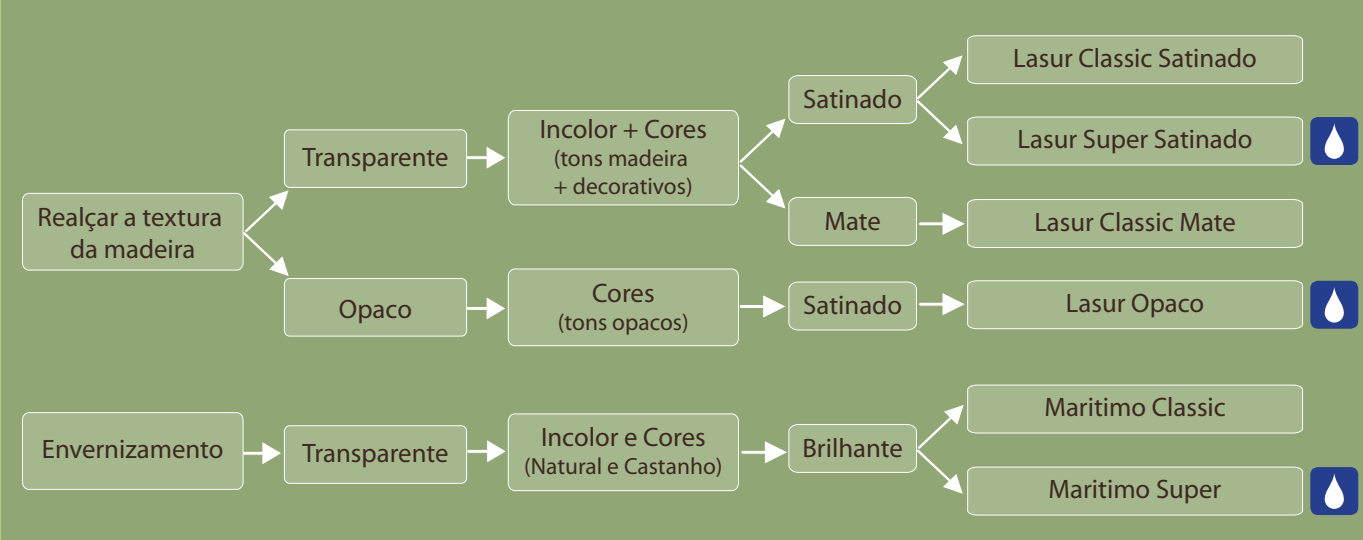 Realçar a textura
da madeira
Transparente
Incolor + Cores
(tons madeira
+ decorativos)
Satinado
Lasur Classic Satinado
Lasur Super Satinado
Mate
Lasur Classic Mate
Opaco
Cores
(tons opacos)
Satinado
Lasur Opaco
Envernizamento
Transparente
Incolor e Cores
(Natural e Castanho)
Brilhante
Maritimo Classic
Maritimo Super